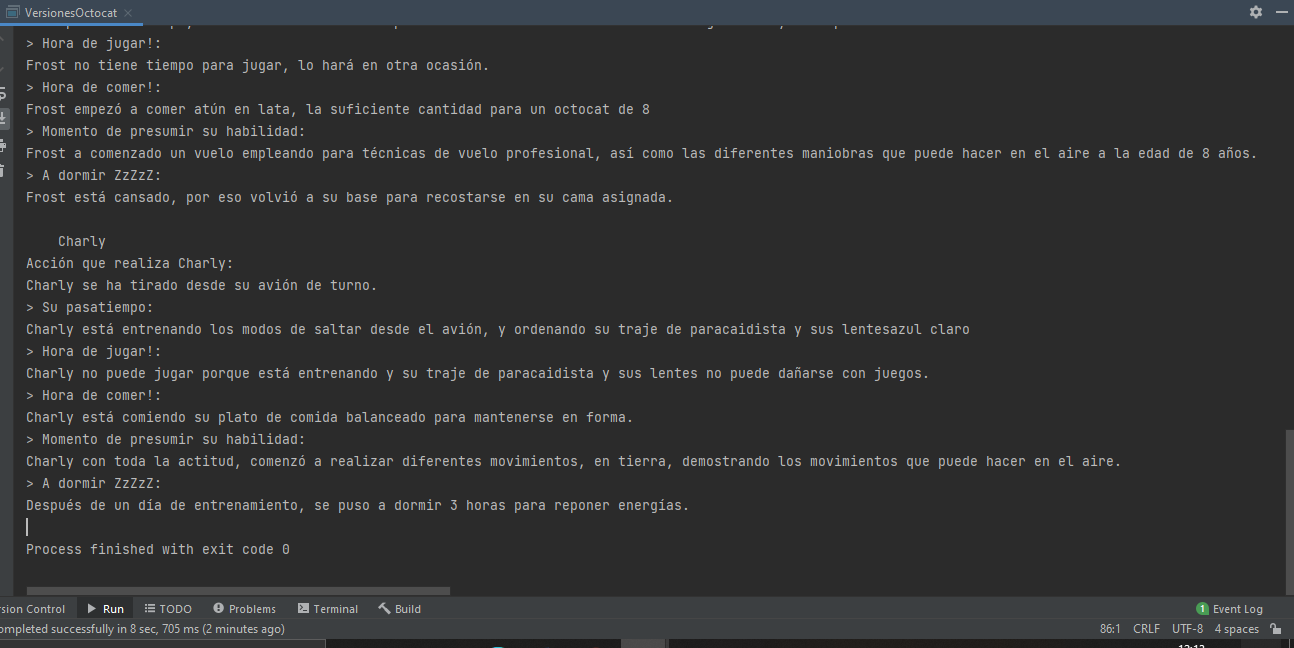 VersionesOctocat
> Hora de jugar!:
Frost no tiene tiempo para jugar, lo hará en otra ocasión.
> Hora de comer!:
Frost empezó a comer atún en lata, la suficiente cantidad para un octocat de 8
> Momento de presumir su habilidad:
Frost a comenzado un vuelo empleando para técnicas de vuelo profesional, así como las diferentes maniobras que puede hacer en el aire a la edad de 8 años.
> A dormir ZzZzZ:
Frost está cansado, por eso volvió a su base para recostarse en su cama asignada.
Charly
Acción que realiza Charly:
Charly se ha tirado desde su avión de turno.
> Su pasatiempo:
Charly está entrenando los modos de saltar desde el avión, y ordenando su traje de paracaidista y sus lentesazul claro
> Hora de jugar!:
Charly no puede jugar porque está entrenando y su traje de paracaidista y sus lentes no puede dañarse con juegos.
> Hora de comer!:
Charly está comiendo su plato de comida balanceado para mantenerse en forma.
> Momento de presumir su habilidad:
Charly con toda la actitud, comenzó a realizar diferentes movimientos, en tierra, demostrando los movimientos que puede hacer en el aire.
> A dormir ZzZzZ:
Después de un día de entrenamiento, se puso a dormir 3 horas para reponer energías.
Process finished with exit code 0
rsion Control Run TODO Problems Terminal Build 1 Event Log
ompleted successfully in 8 sec, 705 ms (2 minutes ago) 86:1 CRLF UTF-8 4 spaces